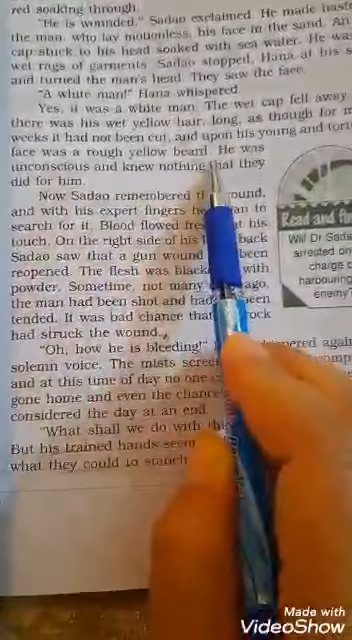 red soaking through.
"He is wounded," Sadao exclaimed. He made haste
the man, who lay motionless, his face in the sand. An
cap stuck to his head soaked with sea water. He was
wet rags of garments. Sadao stopped, Hana at his s
and turned the man's head. They saw the face.
"A white man!" Hana whispered.
Yes, it was a white man. The wet cap fell away
there was his wet yellow hair, long, as though for m
weeks it had not been cut, and upon his young and tort
face was a rough yellow beard. He was
unconscious and knew nothing that they
did for him.
Now Sadao remembered th ound,
and with his expert fingers he an to
search for it. Blood flowed fres at his
touch. On the right side of his back
Sadao saw that a gun wound been
reopened. The flesh was black with
powder. Sometime, not many ago,
the man had been shot and had een
tended. It was bad chance that rock
had struck the wound.
"Oh, how he is bleeding!" pered again
solemn voice. The mists scree
and at this time of day no one c
gone home and even the chance
considered the day at an end.
"What shall we do with this
But his trained hands seem
what they could to stanch
Read and fin
Will Dr Sada
arrested on
charge o
harbouring
enemy?
Made with
VideoShow